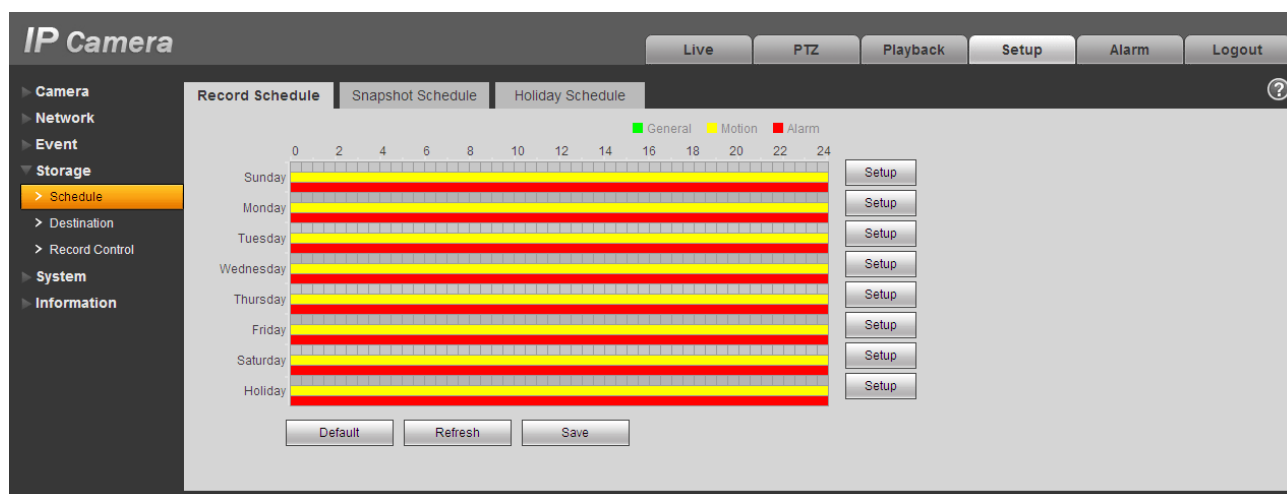 IP Camera
Live PTZ Playback Setup Alarm Logout
Camera
Network
Event
Storage
> Schedule
> Destination
> Record Control
System
Information
Record Schedule Snapshot Schedule Holiday Schedule
?
General Motion Alarm
0 2 4 6 8 10 12 14 16 18 20 22 24
Sunday Setup
Monday Setup
Tuesday Setup
Wednesday Setup
Thursday Setup
Friday Setup
Saturday Setup
Holiday Setup
Default Refresh Save